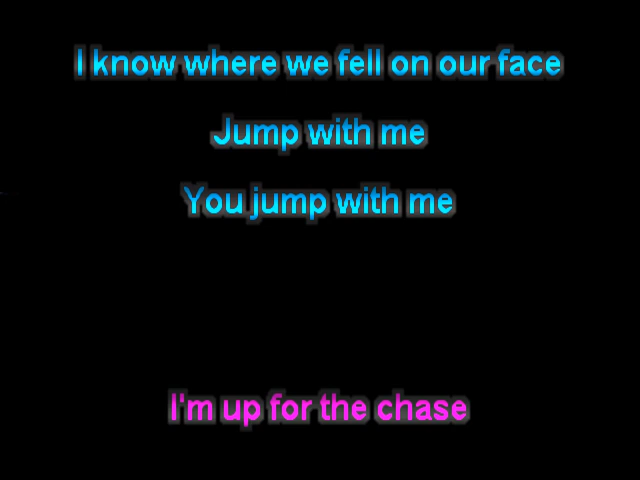 I know where we fell on our face
Jump with me
You jump with me
I'm up for the chase